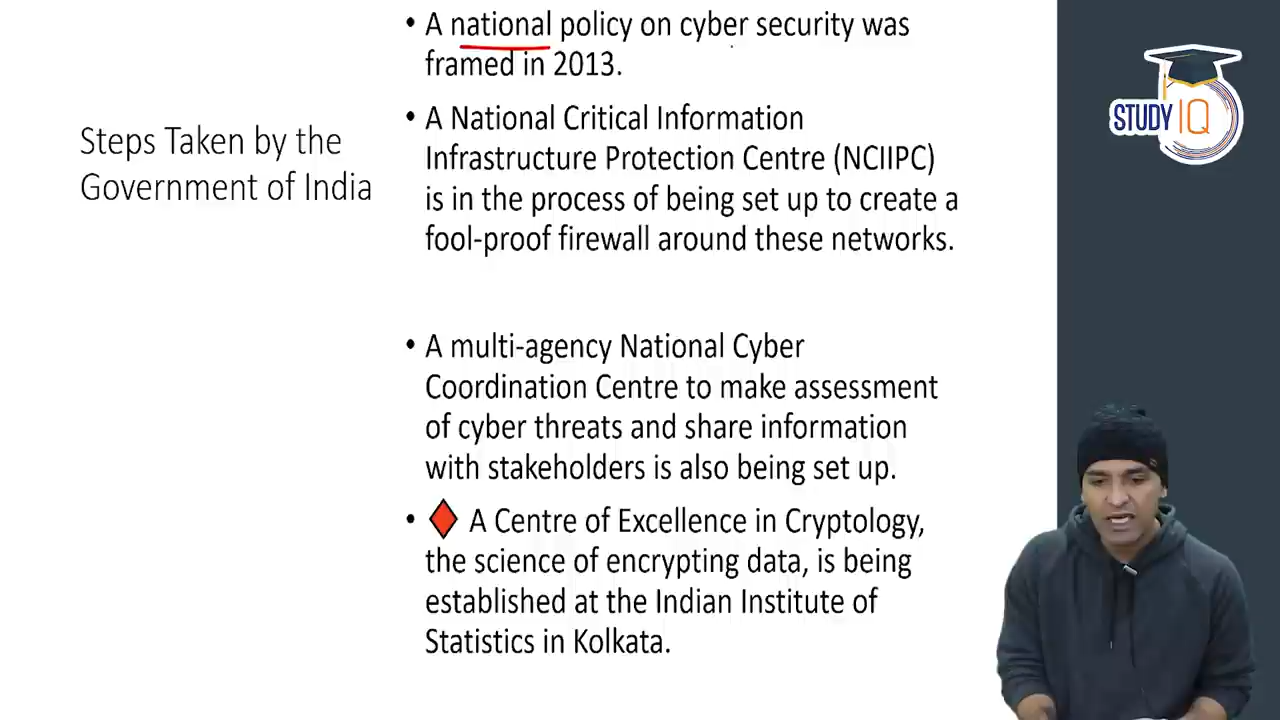 Steps Taken by the
Government of India
• A national policy on cyber security was
framed in 2013.
• A National Critical Information
Infrastructure Protection Centre (NCIIPC)
is in the process of being set up to create a
fool-proof firewall around these networks.
• A multi-agency National Cyber
Coordination Centre to make assessment
of cyber threats and share information
with stakeholders is also being set up.
• ♦ A Centre of Excellence in Cryptology,
the science of encrypting data, is being
established at the Indian Institute of
Statistics in Kolkata.
STUDY IQ